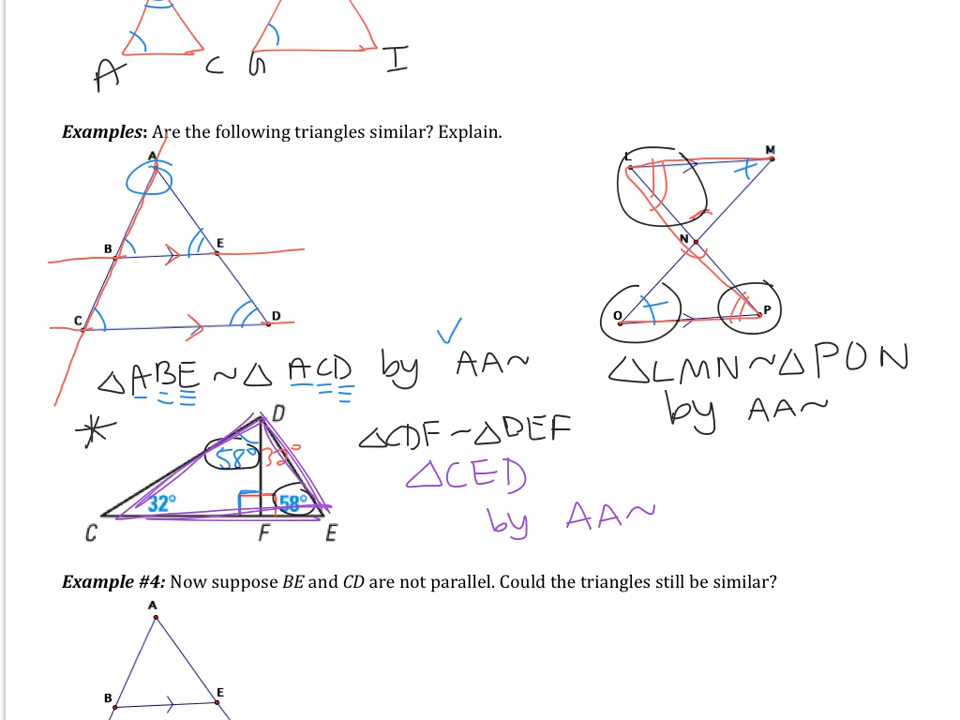 A C G I
Examples: Are the following triangles similar? Explain.
A
B E
C D
L M
N
O P
△ABE ~ △ ACD by AA~
△LMN ~ △PON
by AA~
* D
58° 32°
32° 58°
C F E
△CDF ~ △DEF
△CED
by AA~
Example #4: Now suppose BE and CD are not parallel. Could the triangles still be similar?
A
B E